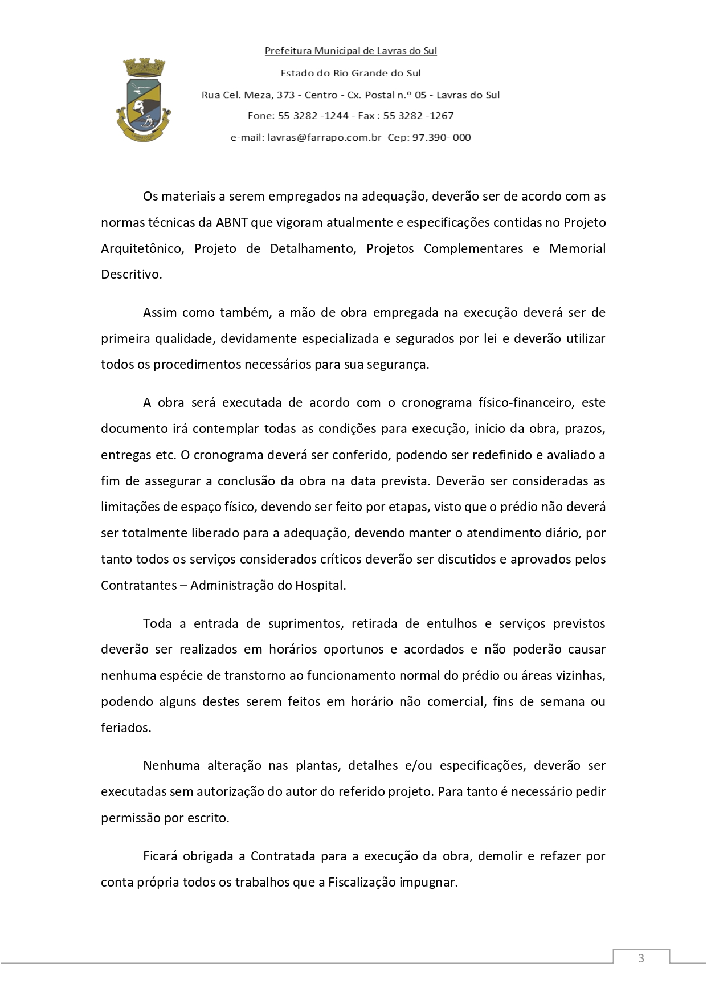 Prefeitura Municipal de Lavras do Sul
Estado do Rio Grande do Sul
Rua Cel. Meza, 373 - Centro - Cx. Postal n.º 05 - Lavras do Sul
Fone: 55 3282 -1244 - Fax : 55 3282 -1267
e-mail: lavras@farrapo.com.br Cep: 97.390- 000
LAVRAS DO SUL
Os materiais a serem empregados na adequação, deverão ser de acordo com as
normas técnicas da ABNT que vigoram atualmente e especificações contidas no Projeto
Arquitetônico, Projeto de Detalhamento, Projetos Complementares e Memorial
Descritivo.
Assim como também, a mão de obra empregada na execução deverá ser de
primeira qualidade, devidamente especializada e segurados por lei e deverão utilizar
todos os procedimentos necessários para sua segurança.
A obra será executada de acordo com o cronograma físico-financeiro, este
documento irá contemplar todas as condições para execução, início da obra, prazos,
entregas etc. O cronograma deverá ser conferido, podendo ser redefinido e avaliado a
fim de assegurar a conclusão da obra na data prevista. Deverão ser consideradas as
limitações de espaço físico, devendo ser feito por etapas, visto que o prédio não deverá
ser totalmente liberado para a adequação, devendo manter o atendimento diário, por
tanto todos os serviços considerados críticos deverão ser discutidos e aprovados pelos
Contratantes – Administração do Hospital.
Toda a entrada de suprimentos, retirada de entulhos e serviços previstos
deverão ser realizados em horários oportunos e acordados e não poderão causar
nenhuma espécie de transtorno ao funcionamento normal do prédio ou áreas vizinhas,
podendo alguns destes serem feitos em horário não comercial, fins de semana ou
feriados.
Nenhuma alteração nas plantas, detalhes e/ou especificações, deverão ser
executadas sem autorização do autor do referido projeto. Para tanto é necessário pedir
permissão por escrito.
Ficará obrigada a Contratada para a execução da obra, demolir e refazer por
conta própria todos os trabalhos que a Fiscalização impugnar.
3